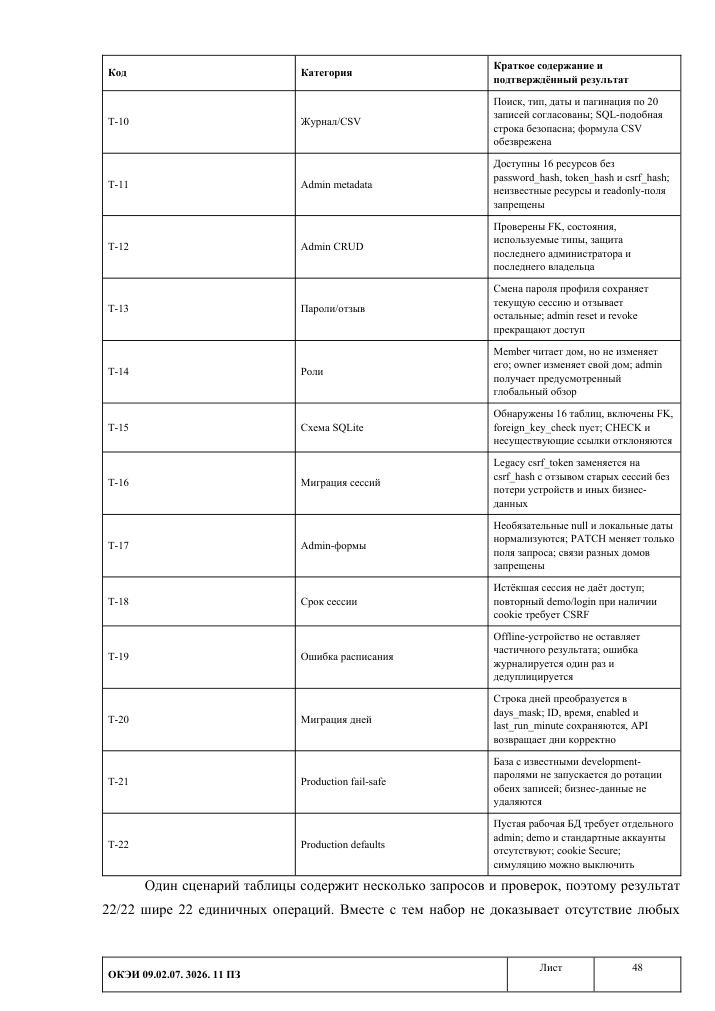 Код
Категория
Краткое содержание и
подтверждённый результат
Т-10
Журнал/CSV
Поиск, тип, даты и пагинация по 20
записей согласованы; SQL-подобная
строка безопасна; формула CSV
обезврежена
Т-11
Admin metadata
Доступны 16 ресурсов без
password_hash, token_hash и csrf_hash;
неизвестные ресурсы и readonly-поля
запрещены
Т-12
Admin CRUD
Проверены FK, состояния,
используемые типы, защита
последнего администратора и
последнего владельца
Т-13
Пароли/отзыв
Смена пароля профиля сохраняет
текущую сессию и отзывает
остальные; admin reset и revoke
прекращают доступ
Т-14
Роли
Member читает дом, но не изменяет
его; owner изменяет свой дом; admin
получает предусмотренный
глобальный обзор
Т-15
Схема SQLite
Обнаружены 16 таблиц, включены FK,
foreign_key_check пуст; CHECK и
несуществующие ссылки отклоняются
Т-16
Миграция сессий
Legacy csrf_token заменяется на
csrf_hash с отзывом старых сессий без
потери устройств и иных бизнес-
данных
Т-17
Admin-формы
Необязательные null и локальные даты
нормализуются; PATCH меняет только
поля запроса; связи разных домов
запрещены
Т-18
Срок сессии
Истёкшая сессия не даёт доступ;
повторный demo/login при наличии
cookie требует CSRF
Т-19
Ошибка расписания
Offline-устройство не оставляет
частичного результата; ошибка
журналируется один раз и
дедуплицируется
Т-20
Миграция дней
Строка дней преобразуется в
days_mask; ID, время, enabled и
last_run_minute сохраняются, API
возвращает дни корректно
Т-21
Production fail-safe
База с известными development-
паролями не запускается до ротации
обеих записей; бизнес-данные не
удаляются
Т-22
Production defaults
Пустая рабочая БД требует отдельного
admin; demo и стандартные аккаунты
отсутствуют; cookie Secure;
симуляцию можно выключить
Один сценарий таблицы содержит несколько запросов и проверок, поэтому результат
22/22 шире 22 единичных операций. Вместе с тем набор не доказывает отсутствие любых
ОКЭИ 09.02.07. 3026. 11 ПЗ
Лист
48